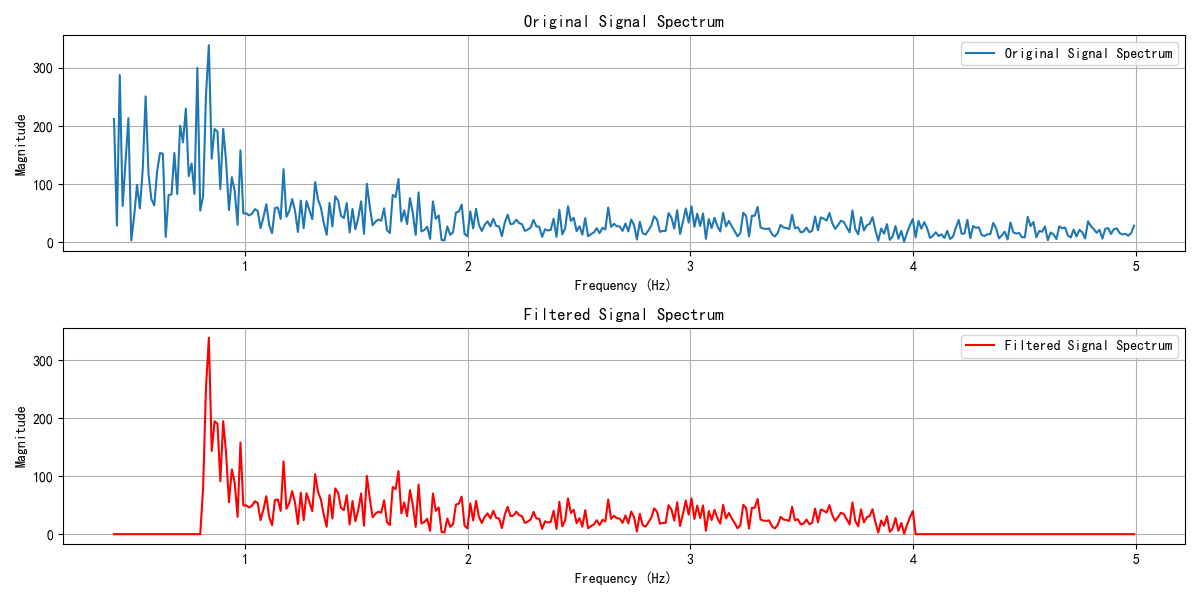 Original Signal Spectrum
Original Signal Spectrum
300
200
100
0
Magnitude
1 2 3 4 5
Frequency (Hz)
Filtered Signal Spectrum
Filtered Signal Spectrum
300
200
100
0
Magnitude
1 2 3 4 5
Frequency (Hz)